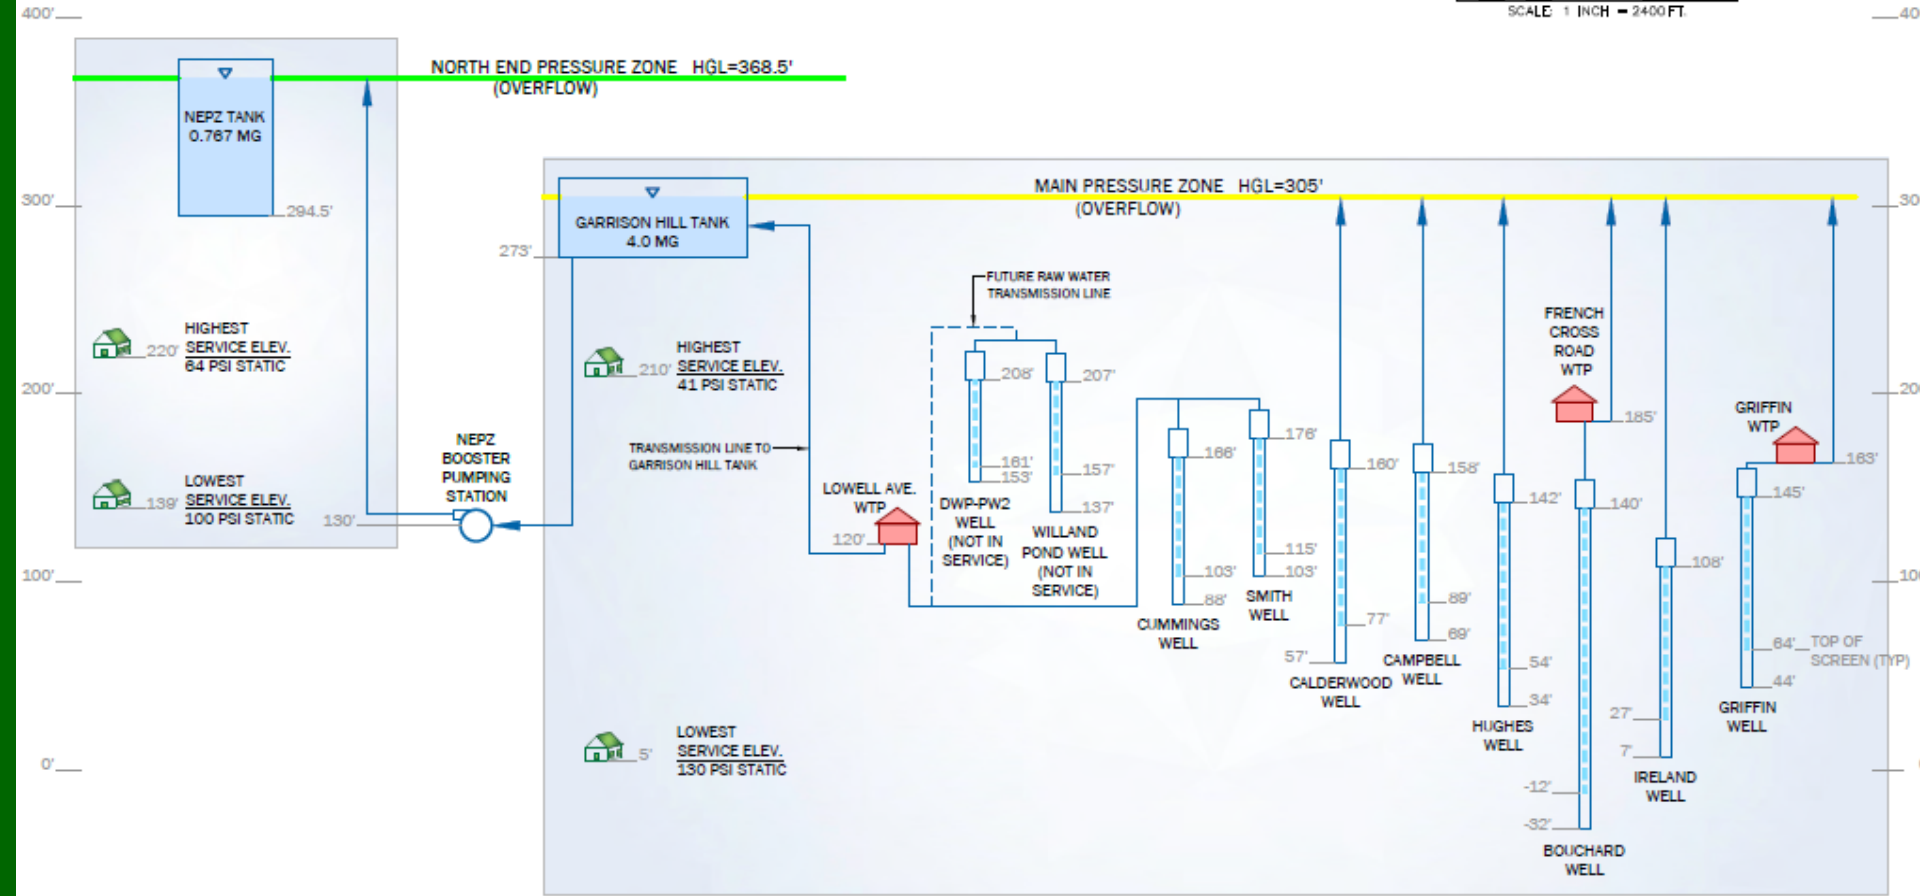 SCALE: 1 INCH = 2400 FT.
400'
300'
200'
100'
0'
NORTH END PRESSURE ZONE HGL=368.5'
(OVERFLOW)
NEPZ TANK
0.767 MG
294.5'
HIGHEST
SERVICE ELEV.
64 PSI STATIC
220'
LOWEST
SERVICE ELEV.
100 PSI STATIC
139'
NEPZ
BOOSTER
PUMPING
STATION
130'
MAIN PRESSURE ZONE HGL=305'
(OVERFLOW)
GARRISON HILL TANK
4.0 MG
273'
HIGHEST
SERVICE ELEV.
41 PSI STATIC
210'
TRANSMISSION LINE TO
GARRISON HILL TANK
LOWEST
SERVICE ELEV.
130 PSI STATIC
5'
LOWELL AVE.
WTP
120'
FUTURE RAW WATER
TRANSMISSION LINE
208'
161'
153'
DWP-PW2
WELL
(NOT IN
SERVICE)
207'
157'
137'
WILLAND
POND WELL
(NOT IN
SERVICE)
166'
103'
88'
CUMMINGS
WELL
176'
115'
103'
SMITH
WELL
160'
77'
57'
CALDERWOOD
WELL
158'
89'
69'
CAMPBELL
WELL
142'
54'
34'
HUGHES
WELL
FRENCH
CROSS
ROAD
WTP
185'
140'
-12'
-32'
BOUCHARD
WELL
108'
27'
7'
IRELAND
WELL
GRIFFIN
WTP
163'
145'
64' TOP OF
SCREEN (TYP)
44'
GRIFFIN
WELL